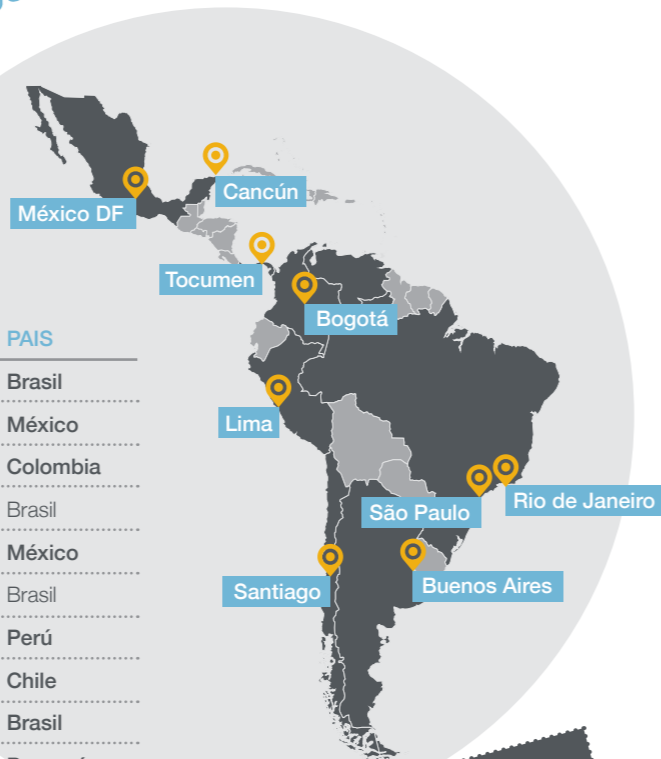 Cancún
México DF
Tocumen
Bogotá
Lima
São Paulo
Rio de Janeiro
Santiago
Buenos Aires
PAIS
Brasil
México
Colombia
Brasil
México
Brasil
Perú
Chile
Brasil